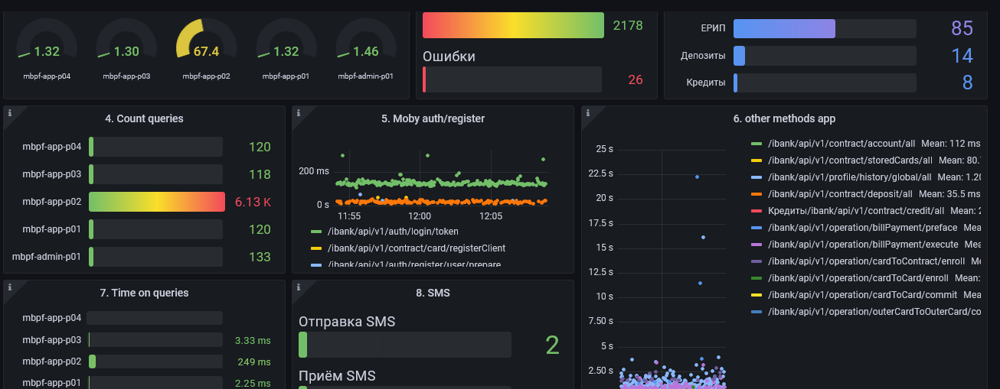 1.32
1.30
67.4
1.32
1.46
mbpf-app-p04
mbpf-app-p03
mbpf-app-p02
mbpf-app-p01
mbpf-admin-p01
2178
Ошибки
26
ЕРИП
85
Депозиты
14
Кредиты
8
4. Count queries
mbpf-app-p04
120
mbpf-app-p03
118
mbpf-app-p02
6.13 K
mbpf-app-p01
120
mbpf-admin-p01
133
5. Moby auth/register
200 ms
0 s
11:55
12:00
12:05
/ibank/api/v1/auth/login/token
/ibank/api/v1/contract/card/registerClient
/ibank/api/v1/auth/register/user/prepare
6. other methods app
25 s
22.5 s
20 s
17.5 s
15 s
12.5 s
10 s
7.50 s
5 s
2.50 s
/ibank/api/v1/contract/account/all Mean: 112 ms
/ibank/api/v1/contract/storedCards/all Mean: 80.
/ibank/api/v1/profile/history/global/all Mean: 1.20
/ibank/api/v1/contract/deposit/all Mean: 35.5 ms
Кредиты/ibank/api/v1/contract/credit/all Mean: 2
/ibank/api/v1/operation/billPayment/preface Mea
/ibank/api/v1/operation/billPayment/execute Mea
/ibank/api/v1/operation/cardToContract/enroll Me
/ibank/api/v1/operation/cardToCard/enroll Mean:
/ibank/api/v1/operation/cardToCard/commit Mea
/ibank/api/v1/operation/outerCardToOuterCard/co
7. Time on queries
mbpf-app-p04
mbpf-app-p03
3.33 ms
mbpf-app-p02
249 ms
mbpf-app-p01
2.25 ms
8. SMS
Отправка SMS
2
Приём SMS